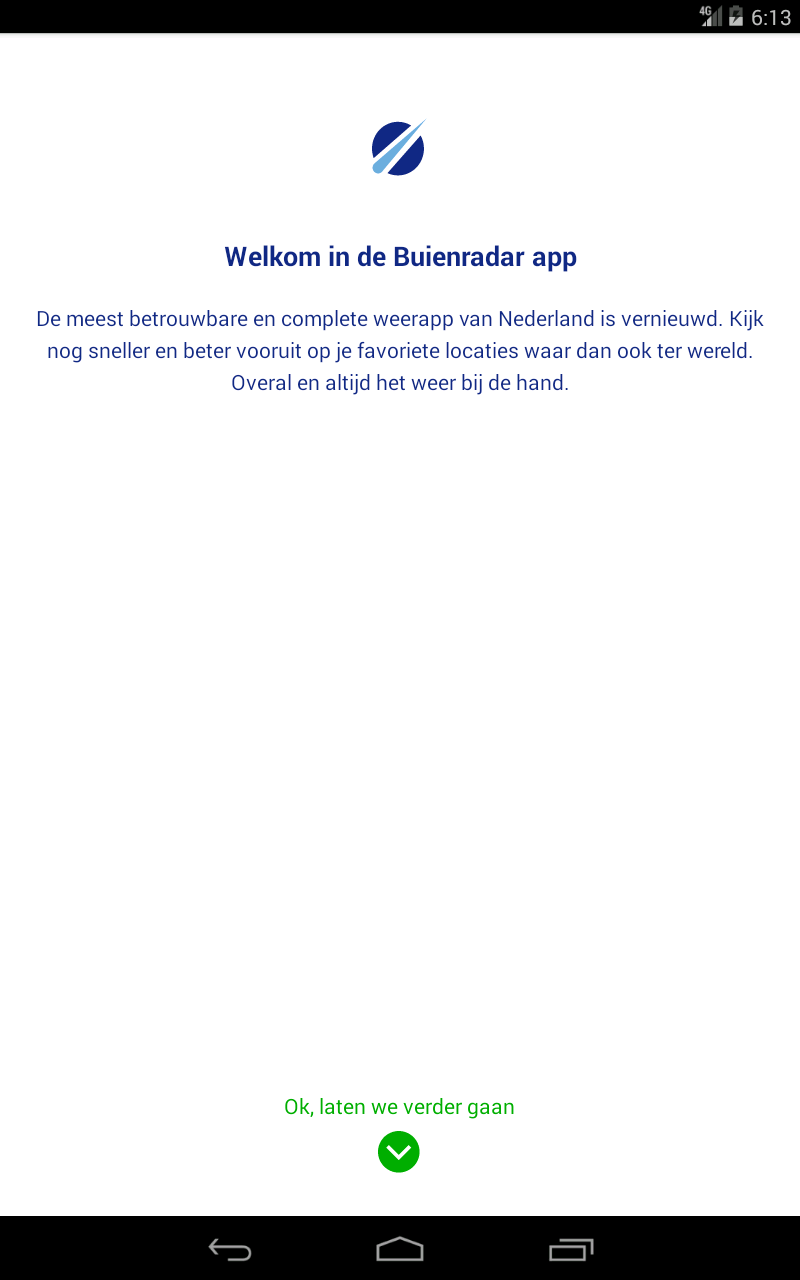 4G 6:13
Welkom in de Buienradar app
De meest betrouwbare en complete weerapp van Nederland is vernieuwd. Kijk
nog sneller en beter vooruit op je favoriete locaties waar dan ook ter wereld.
Overal en altijd het weer bij de hand.
Ok, laten we verder gaan